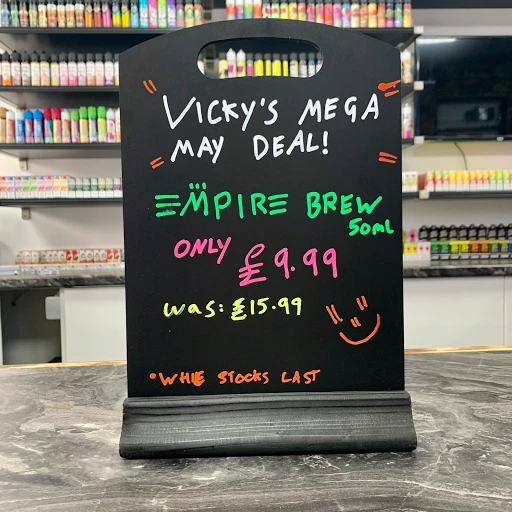 VICKY'S MEGA
MAY DEAL!
EMPIRE BREW
50ml
ONLY £9.99
was: £15.99
*WHIE STOCKS LAST